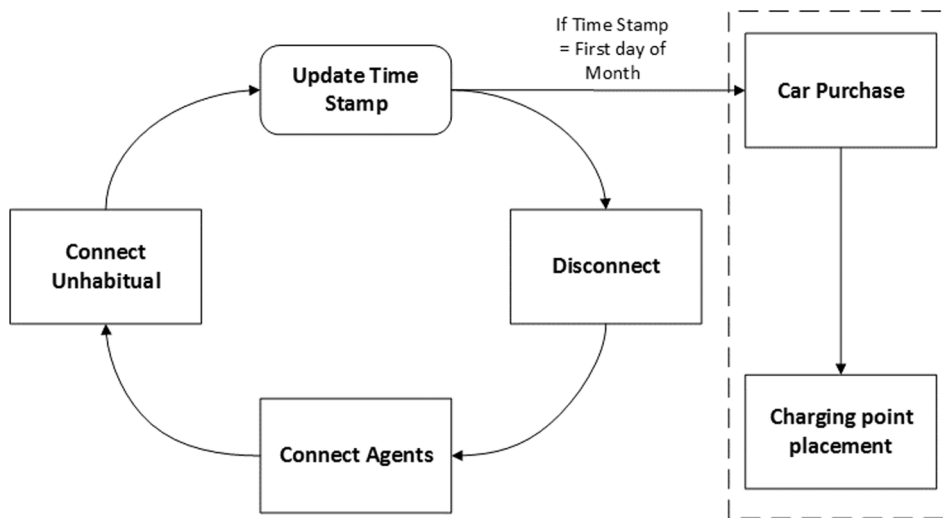 If Time Stamp
= First day of
Month
Update Time
Stamp
Car Purchase
Connect
Unhabitual
Disconnect
Connect Agents
Charging point
placement